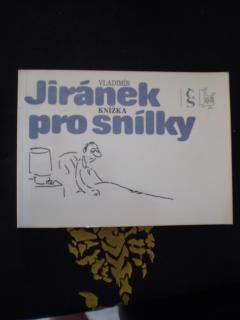 VLADIMÍR
Jiránek
KNÍŽKA
pro snílky